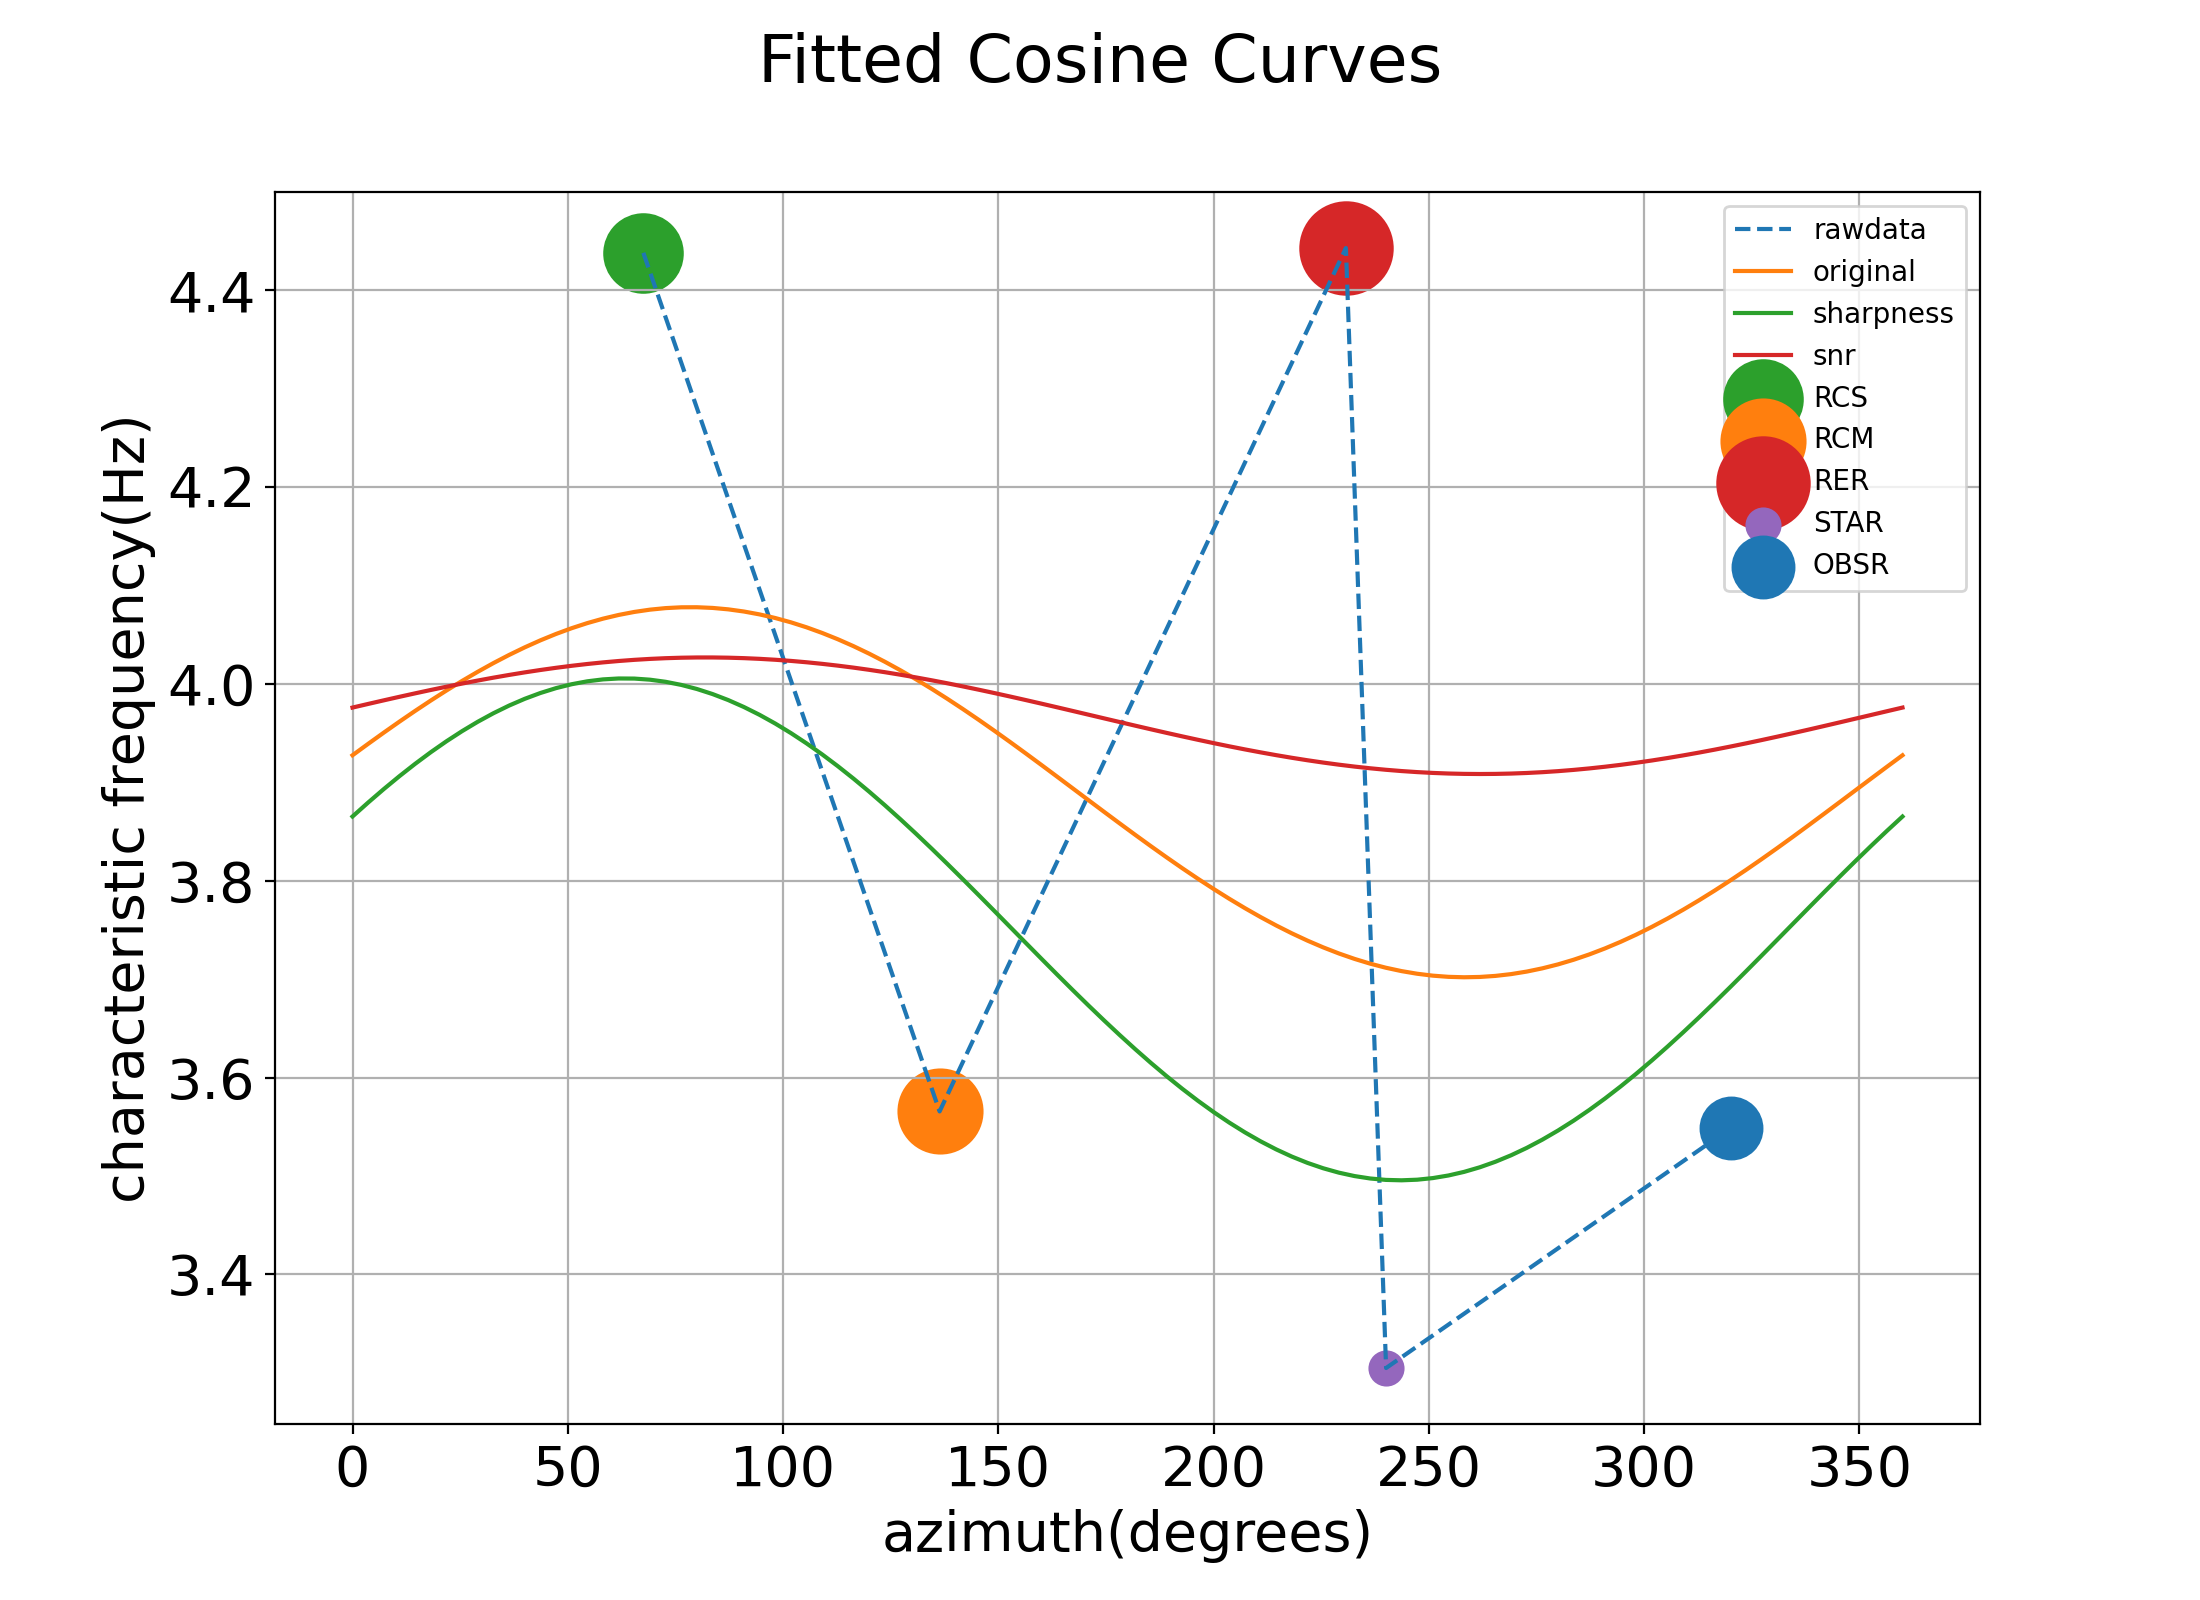 Fitted Cosine Curves
rawdata
original
sharpness
snr
RCS
RCM
RER
STAR
OBSR
characteristic frequency(Hz)
4.4
4.2
4.0
3.8
3.6
3.4
0 50 100 150 200 250 300 350
azimuth(degrees)